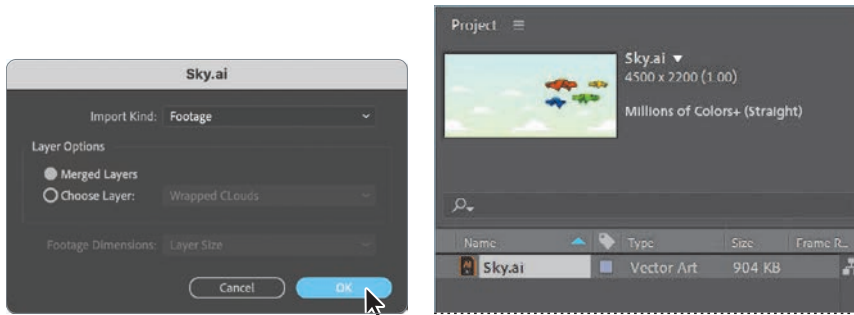 Sky.ai
Import Kind: Footage
Layer Options
Merged Layers
Choose Layer: Wrapped CLouds
Footage Dimensions: Layer Size
Cancel OK
Project
Sky.ai
4500 x 2200 (1.00)
Millions of Colors+ (Straight)
Name Type Size Frame R...
Sky.ai Vector Art 904 KB